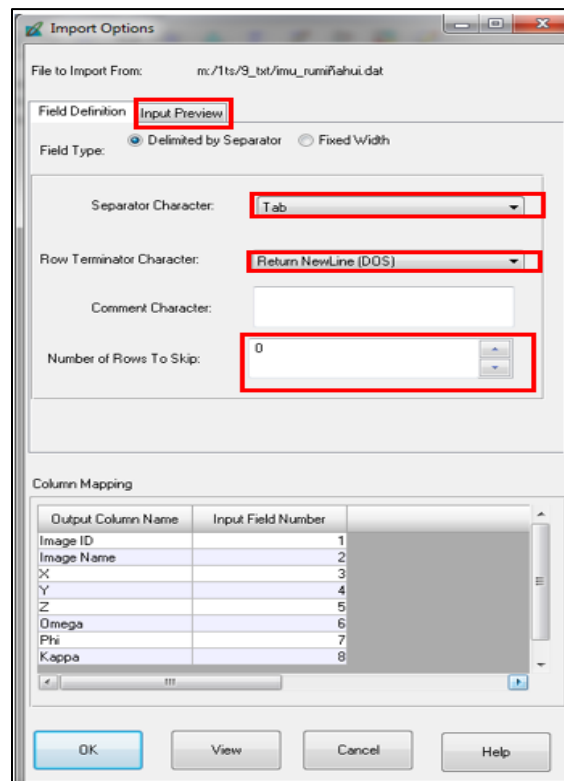 Import Options
File to Import From: m:/1ts/9_txt/imu_rumiñahui.dat
Field Definition Input Preview
Field Type: Delimited by Separator Fixed Width
Separator Character: Tab
Row Terminator Character: Return NewLine (DOS)
Comment Character:
Number of Rows To Skip: 0
Column Mapping
Output Column Name Input Field Number
Image ID 1
Image Name 2
X 3
Y 4
Z 5
Omega 6
Phi 7
Kappa 8
OK View Cancel Help